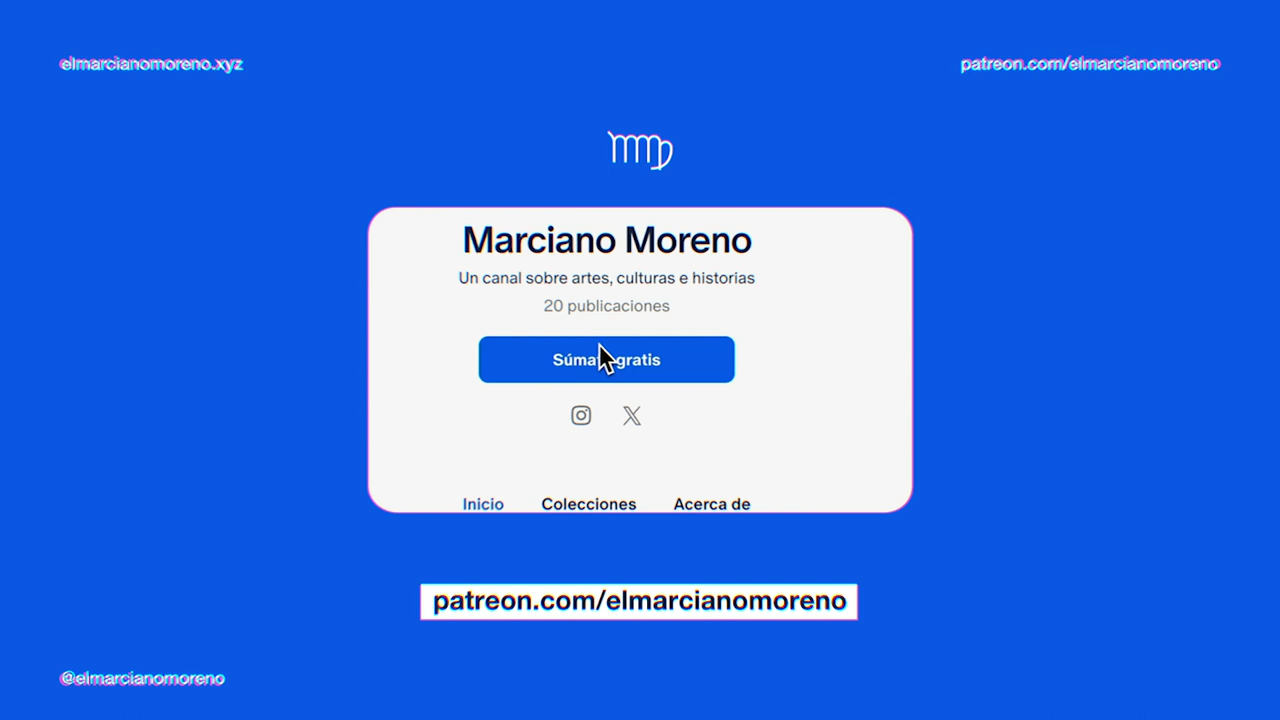 elmarcianomoreno.xyz
patreon.com/elmarcianomoreno
Marciano Moreno
Un canal sobre artes, culturas e historias
20 publicaciones
gratis
Inicio Colecciones Acerca de
patreon.com/elmarcianomoreno
@elmarcianomoreno